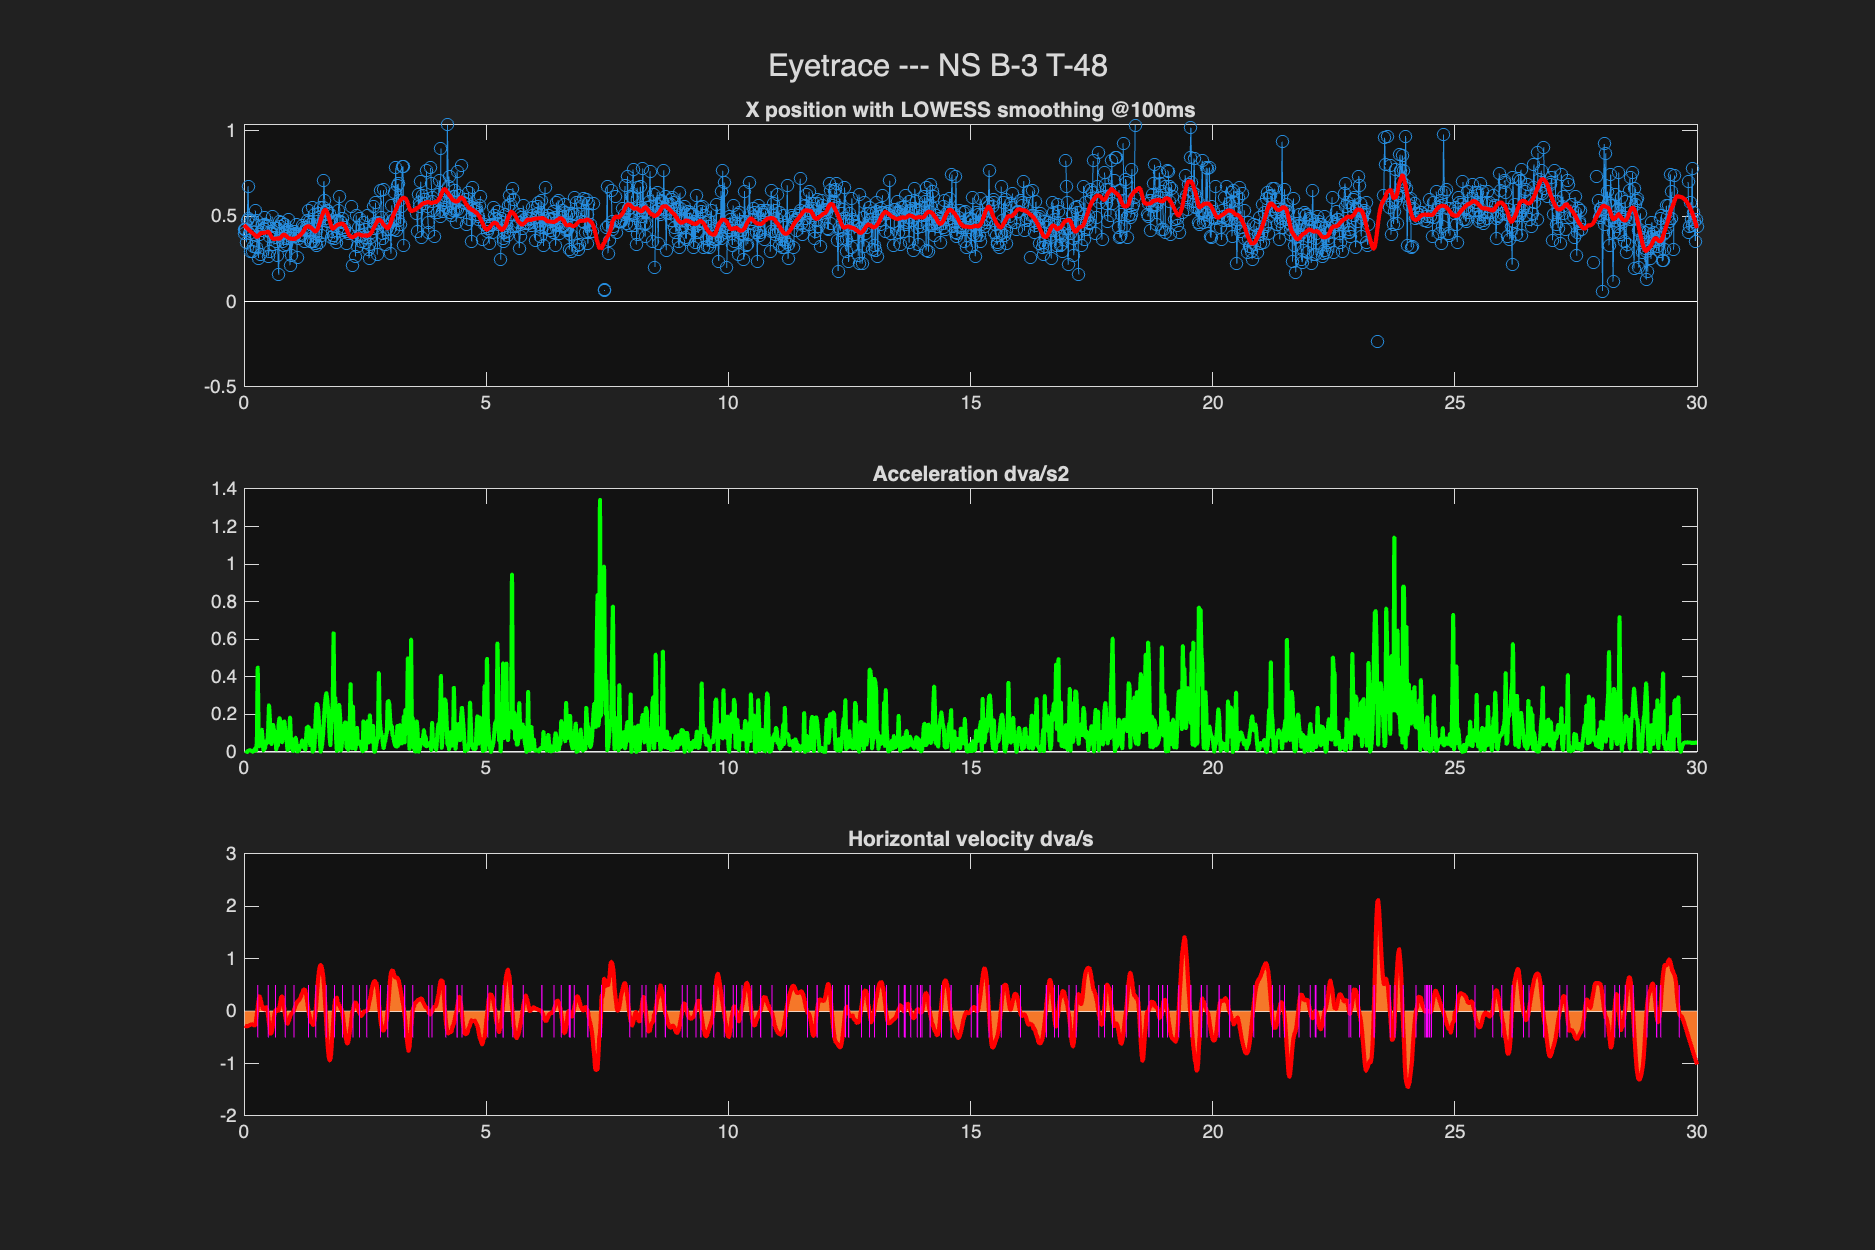 Eyetrace --- NS B-3 T-48
X position with LOWESS smoothing @100ms
1
0.5
0
-0.5
0 5 10 15 20 25 30
Acceleration dva/s2
1.4
1.2
1
0.8
0.6
0.4
0.2
0
0 5 10 15 20 25 30
Horizontal velocity dva/s
3
2
1
0
-1
-2
0 5 10 15 20 25 30